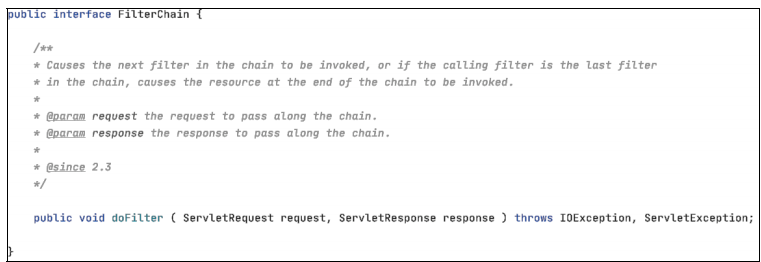 public interface FilterChain {
/**
* Causes the next filter in the chain to be invoked, or if the calling filter is the last filter
* in the chain, causes the resource at the end of the chain to be invoked.
*
* @param request the request to pass along the chain.
* @param response the response to pass along the chain.
*
* @since 2.3
*/
public void doFilter ( ServletRequest request, ServletResponse response ) throws IOException, ServletException;
}